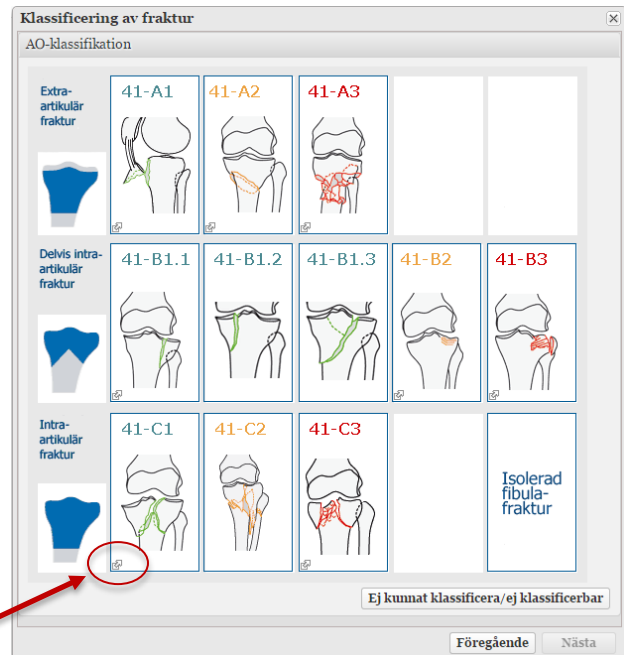 Klassificering av fraktur
AO-klassifikation
Extra-
artikulär
fraktur
41-A1
41-A2
41-A3
Delvis intra-
artikulär
fraktur
41-B1.1
41-B1.2
41-B1.3
41-B2
41-B3
Intra-
artikulär
fraktur
41-C1
41-C2
41-C3
Isolerad
fibula-
fraktur
Ej kunnat klassificera/ej klassificerbar
Föregående
Nästa